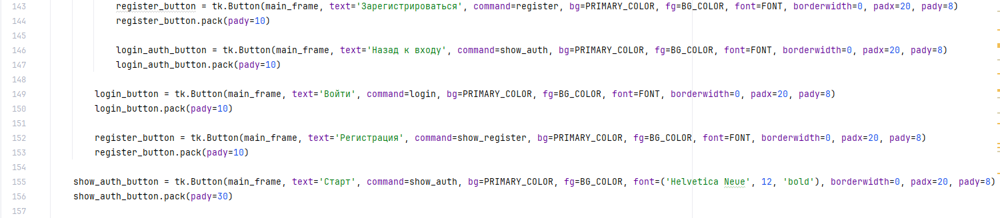 143 register_button = tk.Button(main_frame, text='Зарегистрироваться', command=register, bg=PRIMARY_COLOR, fg=BG_COLOR, font=FONT, borderwidth=0, padx=20, pady=8)
144 register_button.pack(pady=10)
145
146 login_auth_button = tk.Button(main_frame, text='Назад к входу', command=show_auth, bg=PRIMARY_COLOR, fg=BG_COLOR, font=FONT, borderwidth=0, padx=20, pady=8)
147 login_auth_button.pack(pady=10)
148
149 login_button = tk.Button(main_frame, text='Войти', command=login, bg=PRIMARY_COLOR, fg=BG_COLOR, font=FONT, borderwidth=0, padx=20, pady=8)
150 login_button.pack(pady=10)
151
152 register_button = tk.Button(main_frame, text='Регистрация', command=show_register, bg=PRIMARY_COLOR, fg=BG_COLOR, font=FONT, borderwidth=0, padx=20, pady=8)
153 register_button.pack(pady=10)
154
155 show_auth_button = tk.Button(main_frame, text='Старт', command=show_auth, bg=PRIMARY_COLOR, fg=BG_COLOR, font=('Helvetica Neue', 12, 'bold'), borderwidth=0, padx=20, pady=8)
156 show_auth_button.pack(pady=30)
157